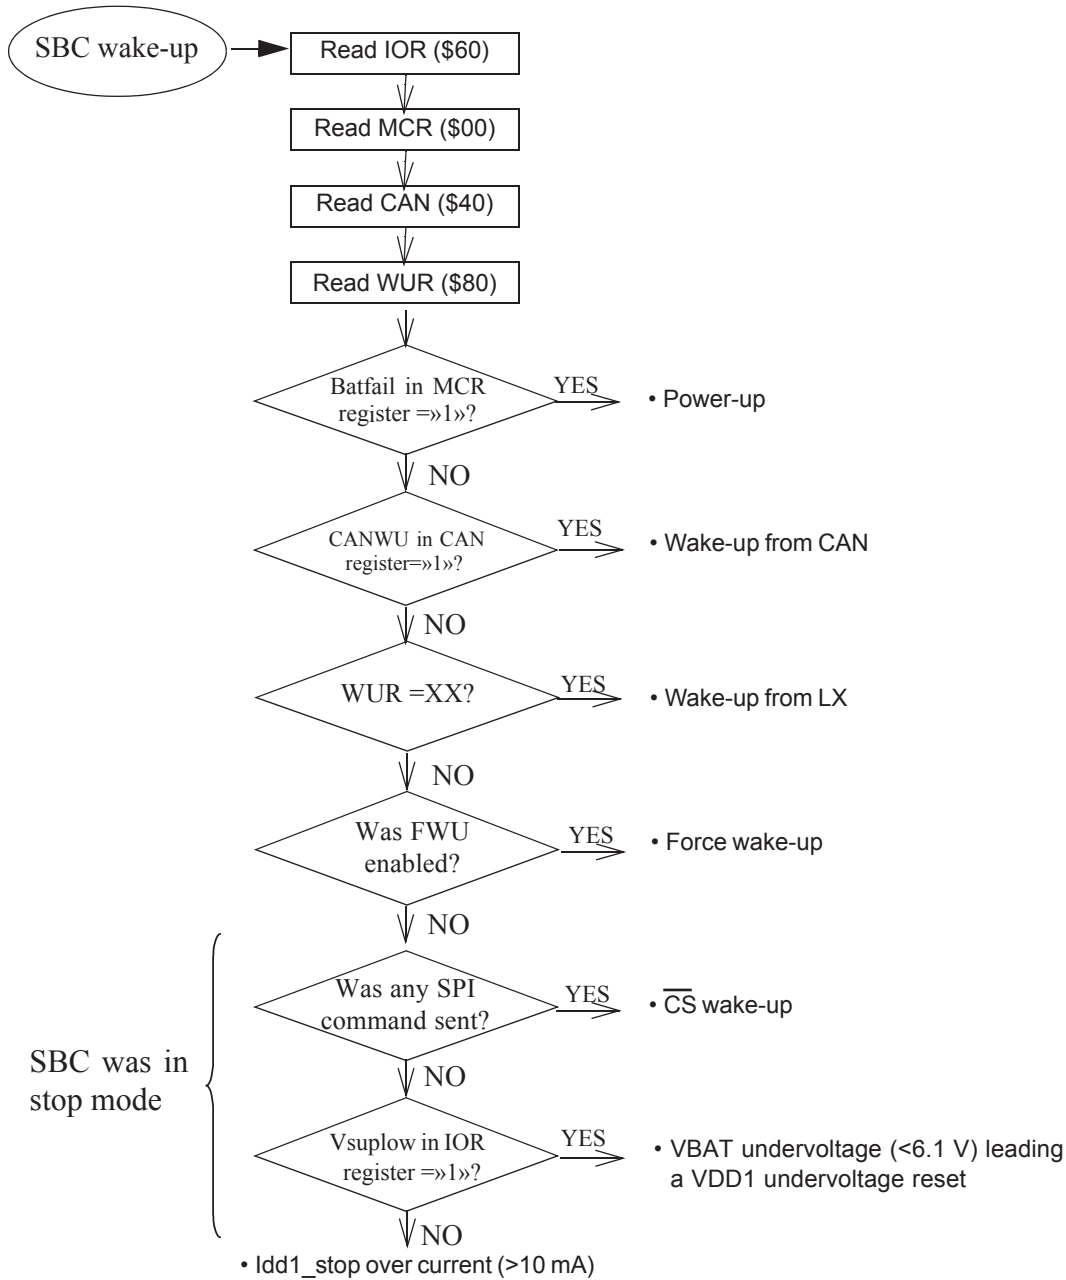 SBC wake-up
Read IOR ($60)
Read MCR ($00)
Read CAN ($40)
Read WUR ($80)
Batfail in MCR
register =»1»?
YES
• Power-up
NO
CANWU in CAN
register=»1»?
YES
• Wake-up from CAN
NO
WUR =XX?
YES
• Wake-up from LX
NO
Was FWU
enabled?
YES
• Force wake-up
NO
SBC was in
stop mode
Was any SPI
command sent?
YES
• C̅S̅ wake-up
NO
Vsuplow in IOR
register =»1»?
YES
• VBAT undervoltage (<6.1 V) leading
a VDD1 undervoltage reset
NO
• Idd1_stop over current (>10 mA)